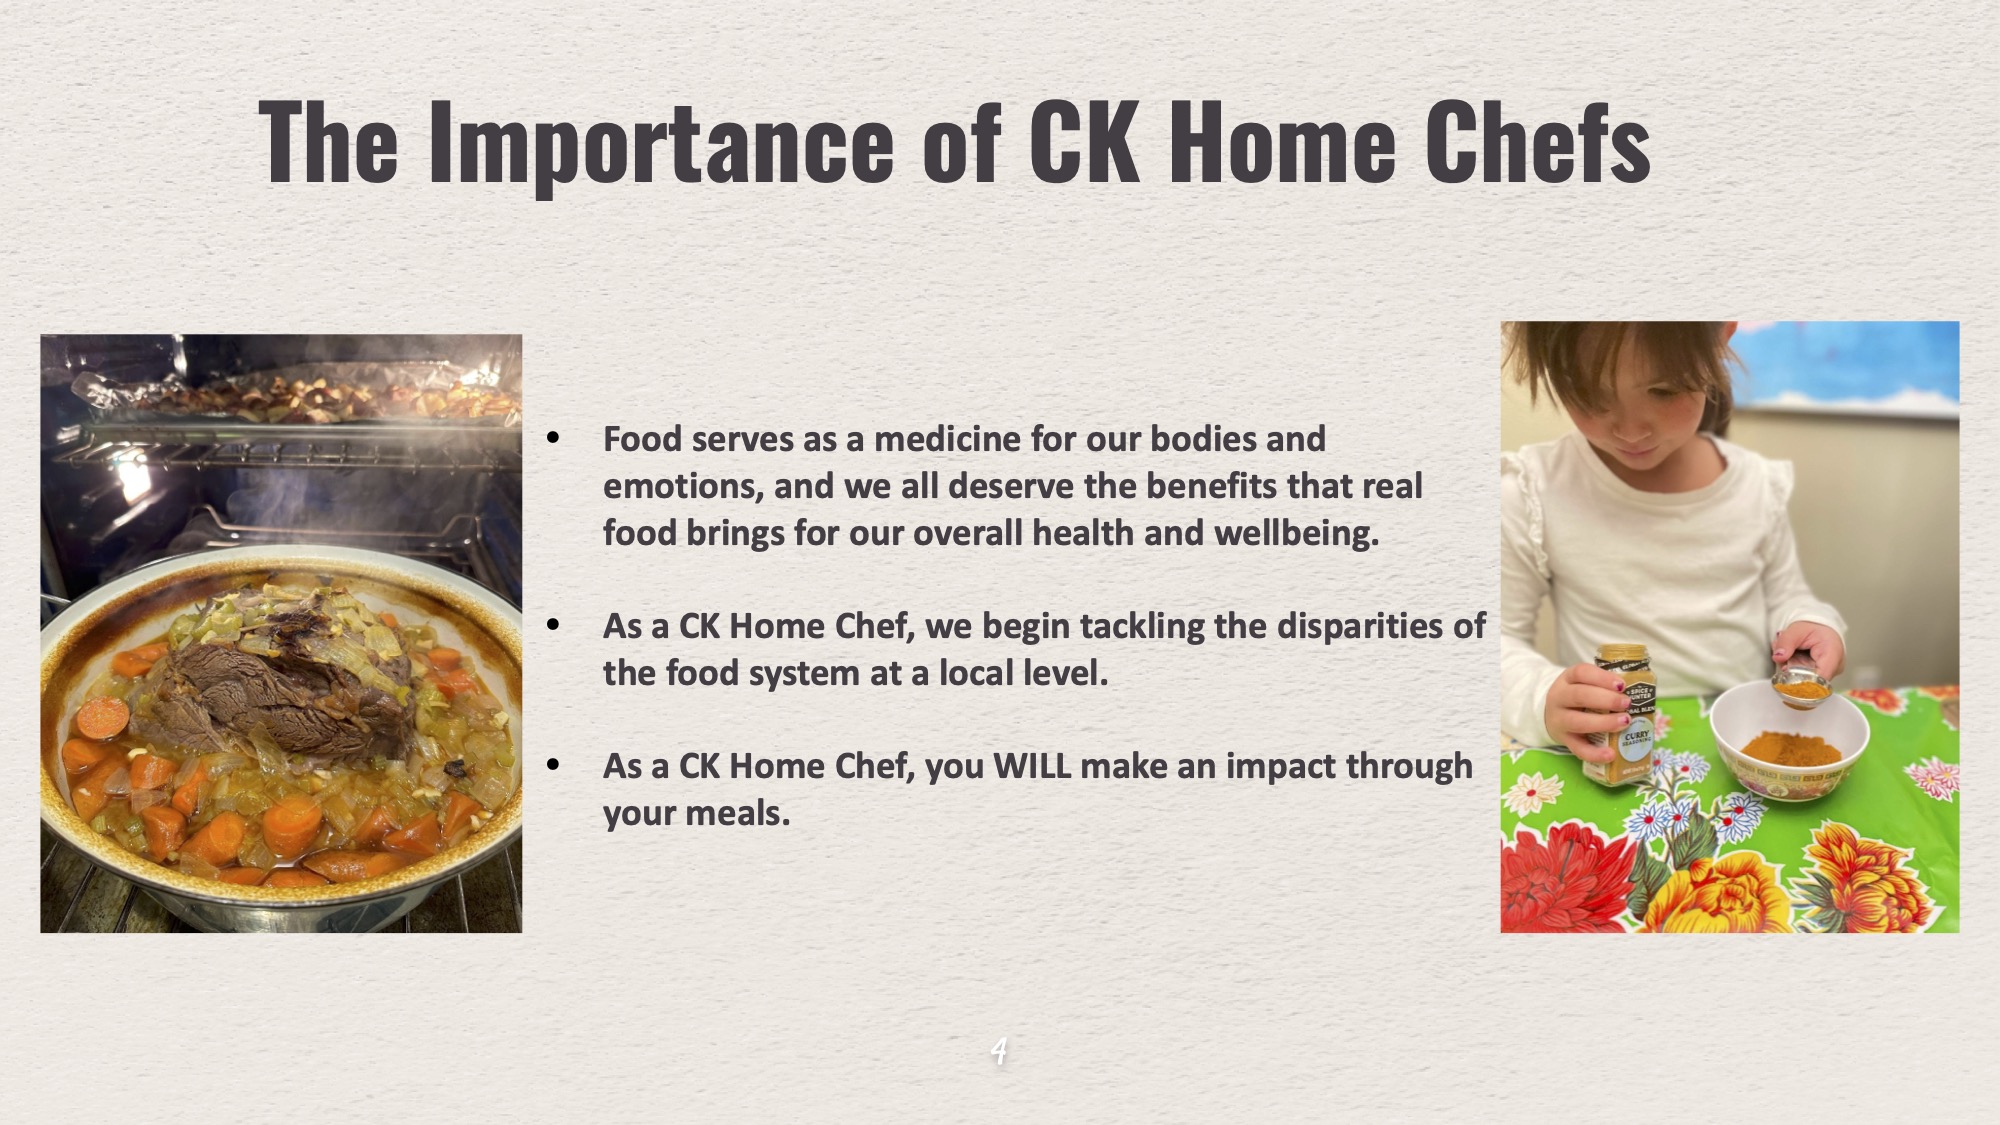 The Importance of CK Home Chefs
• Food serves as a medicine for our bodies and
emotions, and we all deserve the benefits that real
food brings for our overall health and wellbeing.
• As a CK Home Chef, we begin tackling the disparities of
the food system at a local level.
• As a CK Home Chef, you WILL make an impact through
your meals.
SPICE
CURRY
SEASONING
4